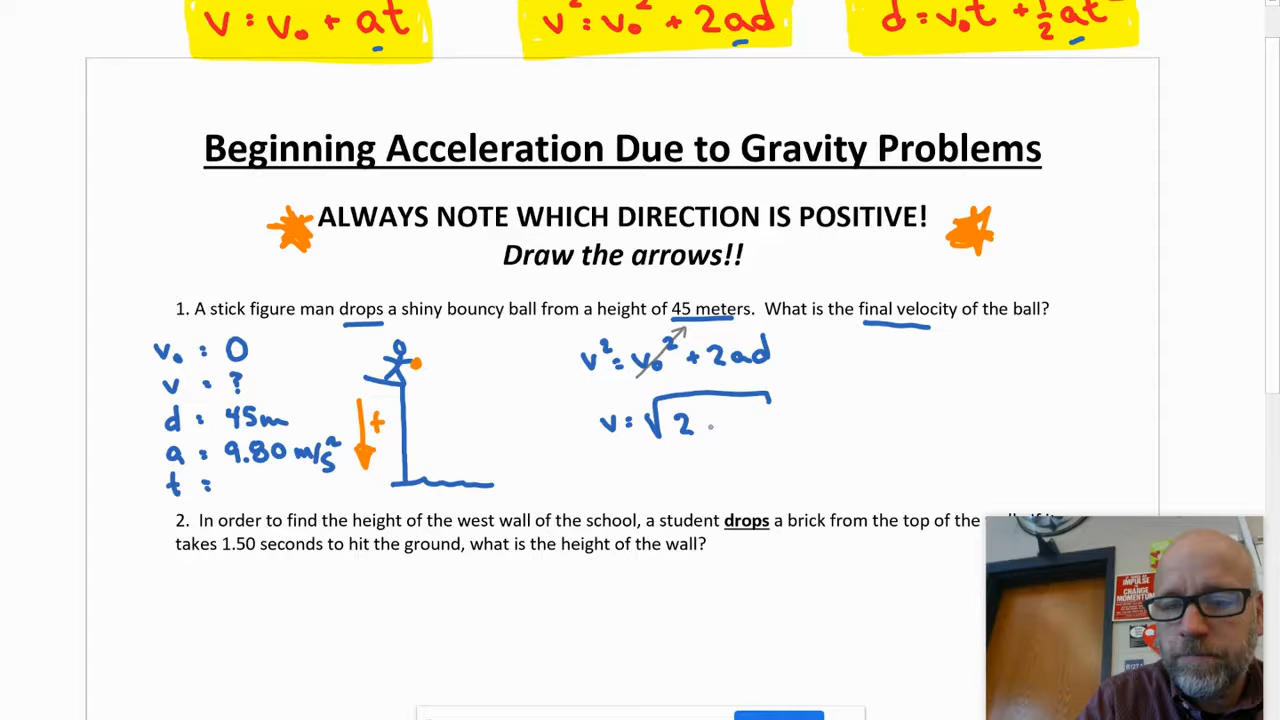 v = v₀ + at
v² = v₀² + 2ad
d = v₀t + ½at²
Beginning Acceleration Due to Gravity Problems
ALWAYS NOTE WHICH DIRECTION IS POSITIVE!
Draw the arrows!!
1. A stick figure man drops a shiny bouncy ball from a height of 45 meters. What is the final velocity of the ball?
v₀ = 0
v = ?
d = 45m
a = 9.80 m/s²
t =
+
v² = v₀² + 2ad
v = √2
2. In order to find the height of the west wall of the school, a student drops a brick from the top of the
takes 1.50 seconds to hit the ground, what is the height of the wall?
IMPULSE
CHANGE
MOMENTUM